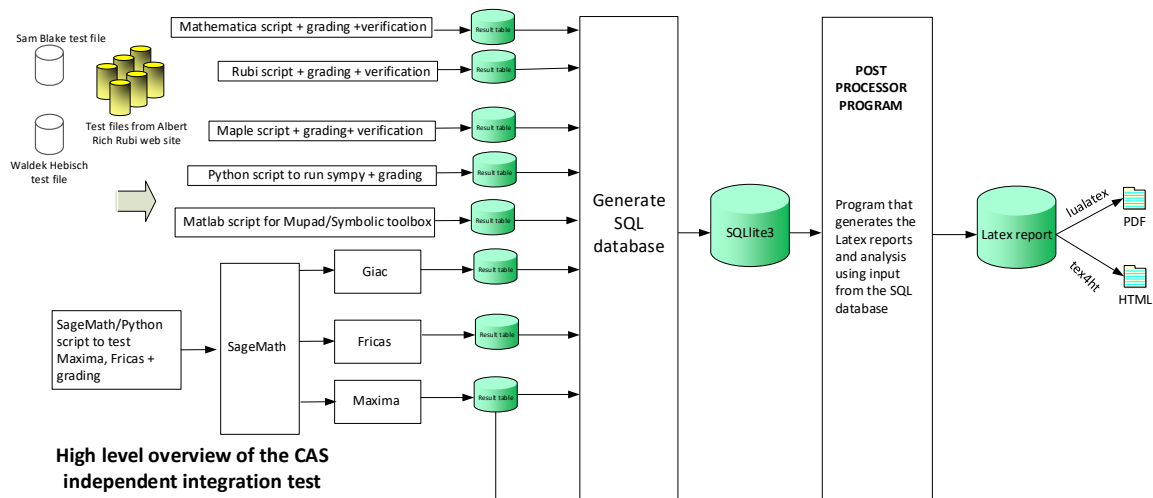 Sam Blake test file
Waldek Hebisch
test file
Test files from Albert
Rich Rubi web site
Mathematica script + grading +verification
Result table
Rubi script + grading + verification
Result table
Maple script + grading+ verification
Result table
Python script to run sympy + grading
Result table
Matlab script for Mupad/Symbolic toolbox
Result table
SageMath/Python
script to test
Maxima, Fricas +
grading
SageMath
Giac
Result table
Fricas
Result table
Maxima
Result table
High level overview of the CAS
independent integration test
Generate
SQL
database
SQLlite3
POST
PROCESSOR
PROGRAM
Program that
generates the
Latex reports
and analysis
using input
from the SQL
database
Latex report
lualatex
PDF
tex4ht
HTML